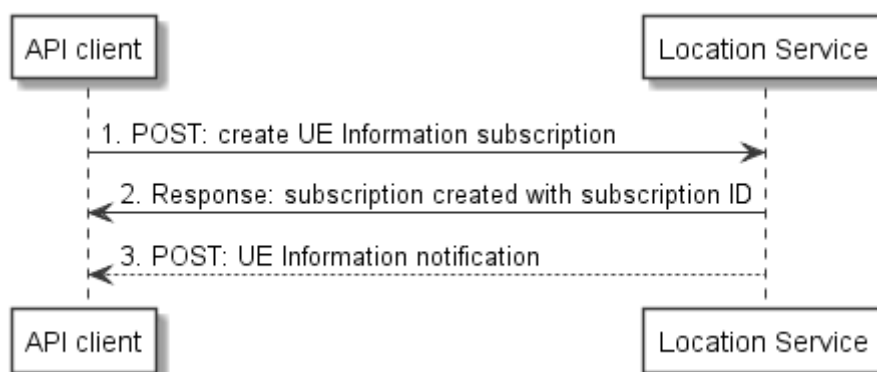 API client
Location Service
1. POST: create UE Information subscription
2. Response: subscription created with subscription ID
3. POST: UE Information notification
API client
Location Service